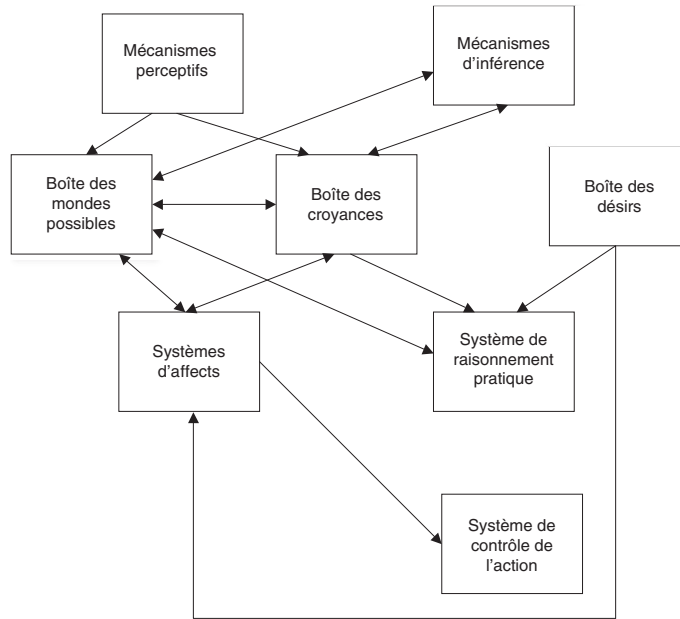 Mécanismes
perceptifs
Mécanismes
d'inférence
Boîte des
mondes
possibles
Boîte des
croyances
Boîte des
désirs
Systèmes
d'affects
Système de
raisonnement
pratique
Système de
contrôle de
l'action